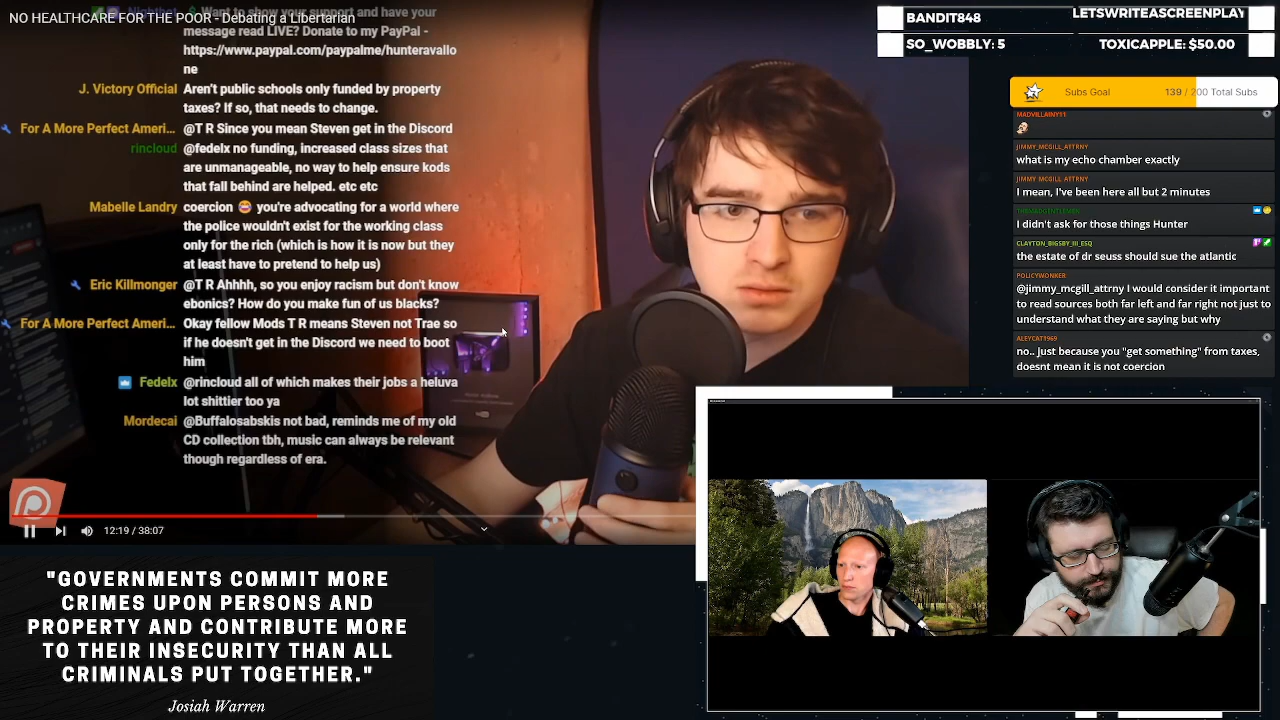 NO HEALTHCARE FOR THE POOR - Debating a Libertarian
Want to show your support and have your
message read LIVE? Donate to my PayPal -
https://www.paypal.com/paypalme/hunteravallo
ne
J. Victory Official Aren't public schools only funded by property
taxes? If so, that needs to change.
For A More Perfect Ameri... @T R Since you mean Steven get in the Discord
rincloud @fedelx no funding, increased class sizes that
are unmanageable, no way to help ensure kods
that fall behind are helped. etc etc
Mabelle Landry coercion 😂 you're advocating for a world where
the police wouldn't exist for the working class
only for the rich (which is how it is now but they
at least have to pretend to help us)
Eric Killmonger @T R Ahhhh, so you enjoy racism but don't know
ebonics? How do you make fun of us blacks?
For A More Perfect Ameri... Okay fellow Mods T R means Steven not Trae so
if he doesn't get in the Discord we need to boot
him
Fedelx @rincloud all of which makes their jobs a heluva
lot shittier too ya
Mordecai @Buffalosabskis not bad, reminds me of my old
CD collection tbh, music can always be relevant
though regardless of era.
12:19 / 38:07
"GOVERNMENTS COMMIT MORE
CRIMES UPON PERSONS AND
PROPERTY AND CONTRIBUTE MORE
TO THEIR INSECURITY THAN ALL
CRIMINALS PUT TOGETHER."
Josiah Warren
BANDIT848
LETSWRITEASCREENPLAY
SO_WOBBLY: 5
TOXICAPPLE: $50.00
Subs Goal 139 / 200 Total Subs
MADVILLAINY11
JIMMY_MCGILL_ATTRNY
what is my echo chamber exactly
JIMMY_MCGILL_ATTRNY
I mean, I've been here all but 2 minutes
I didn't ask for those things Hunter
CLAYTON_BIGSBY_III_ESQ
the estate of dr seuss should sue the atlantic
POLICYWONKER
@jimmy_mcgill_attrny I would consider it important
to read sources both far left and far right not just to
understand what they are saying but why
ALEYCAT1969
no.. Just because you "get something" from taxes,
doesnt mean it is not coercion